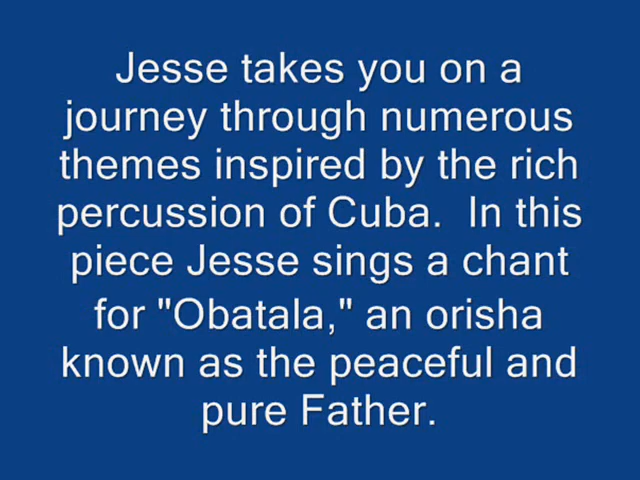 Jesse takes you on a
journey through numerous
themes inspired by the rich
percussion of Cuba.  In this
piece Jesse sings a chant
for "Obatala," an orisha
known as the peaceful and
pure Father.